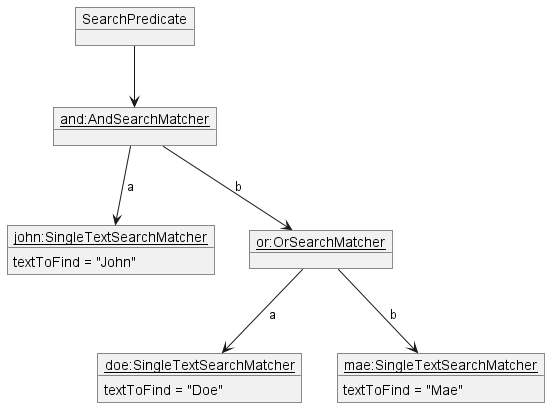 SearchPredicate
and:AndSearchMatcher
a
b
john:SingleTextSearchMatcher
textToFind = "John"
or:OrSearchMatcher
a
b
doe:SingleTextSearchMatcher
textToFind = "Doe"
mae:SingleTextSearchMatcher
textToFind = "Mae"